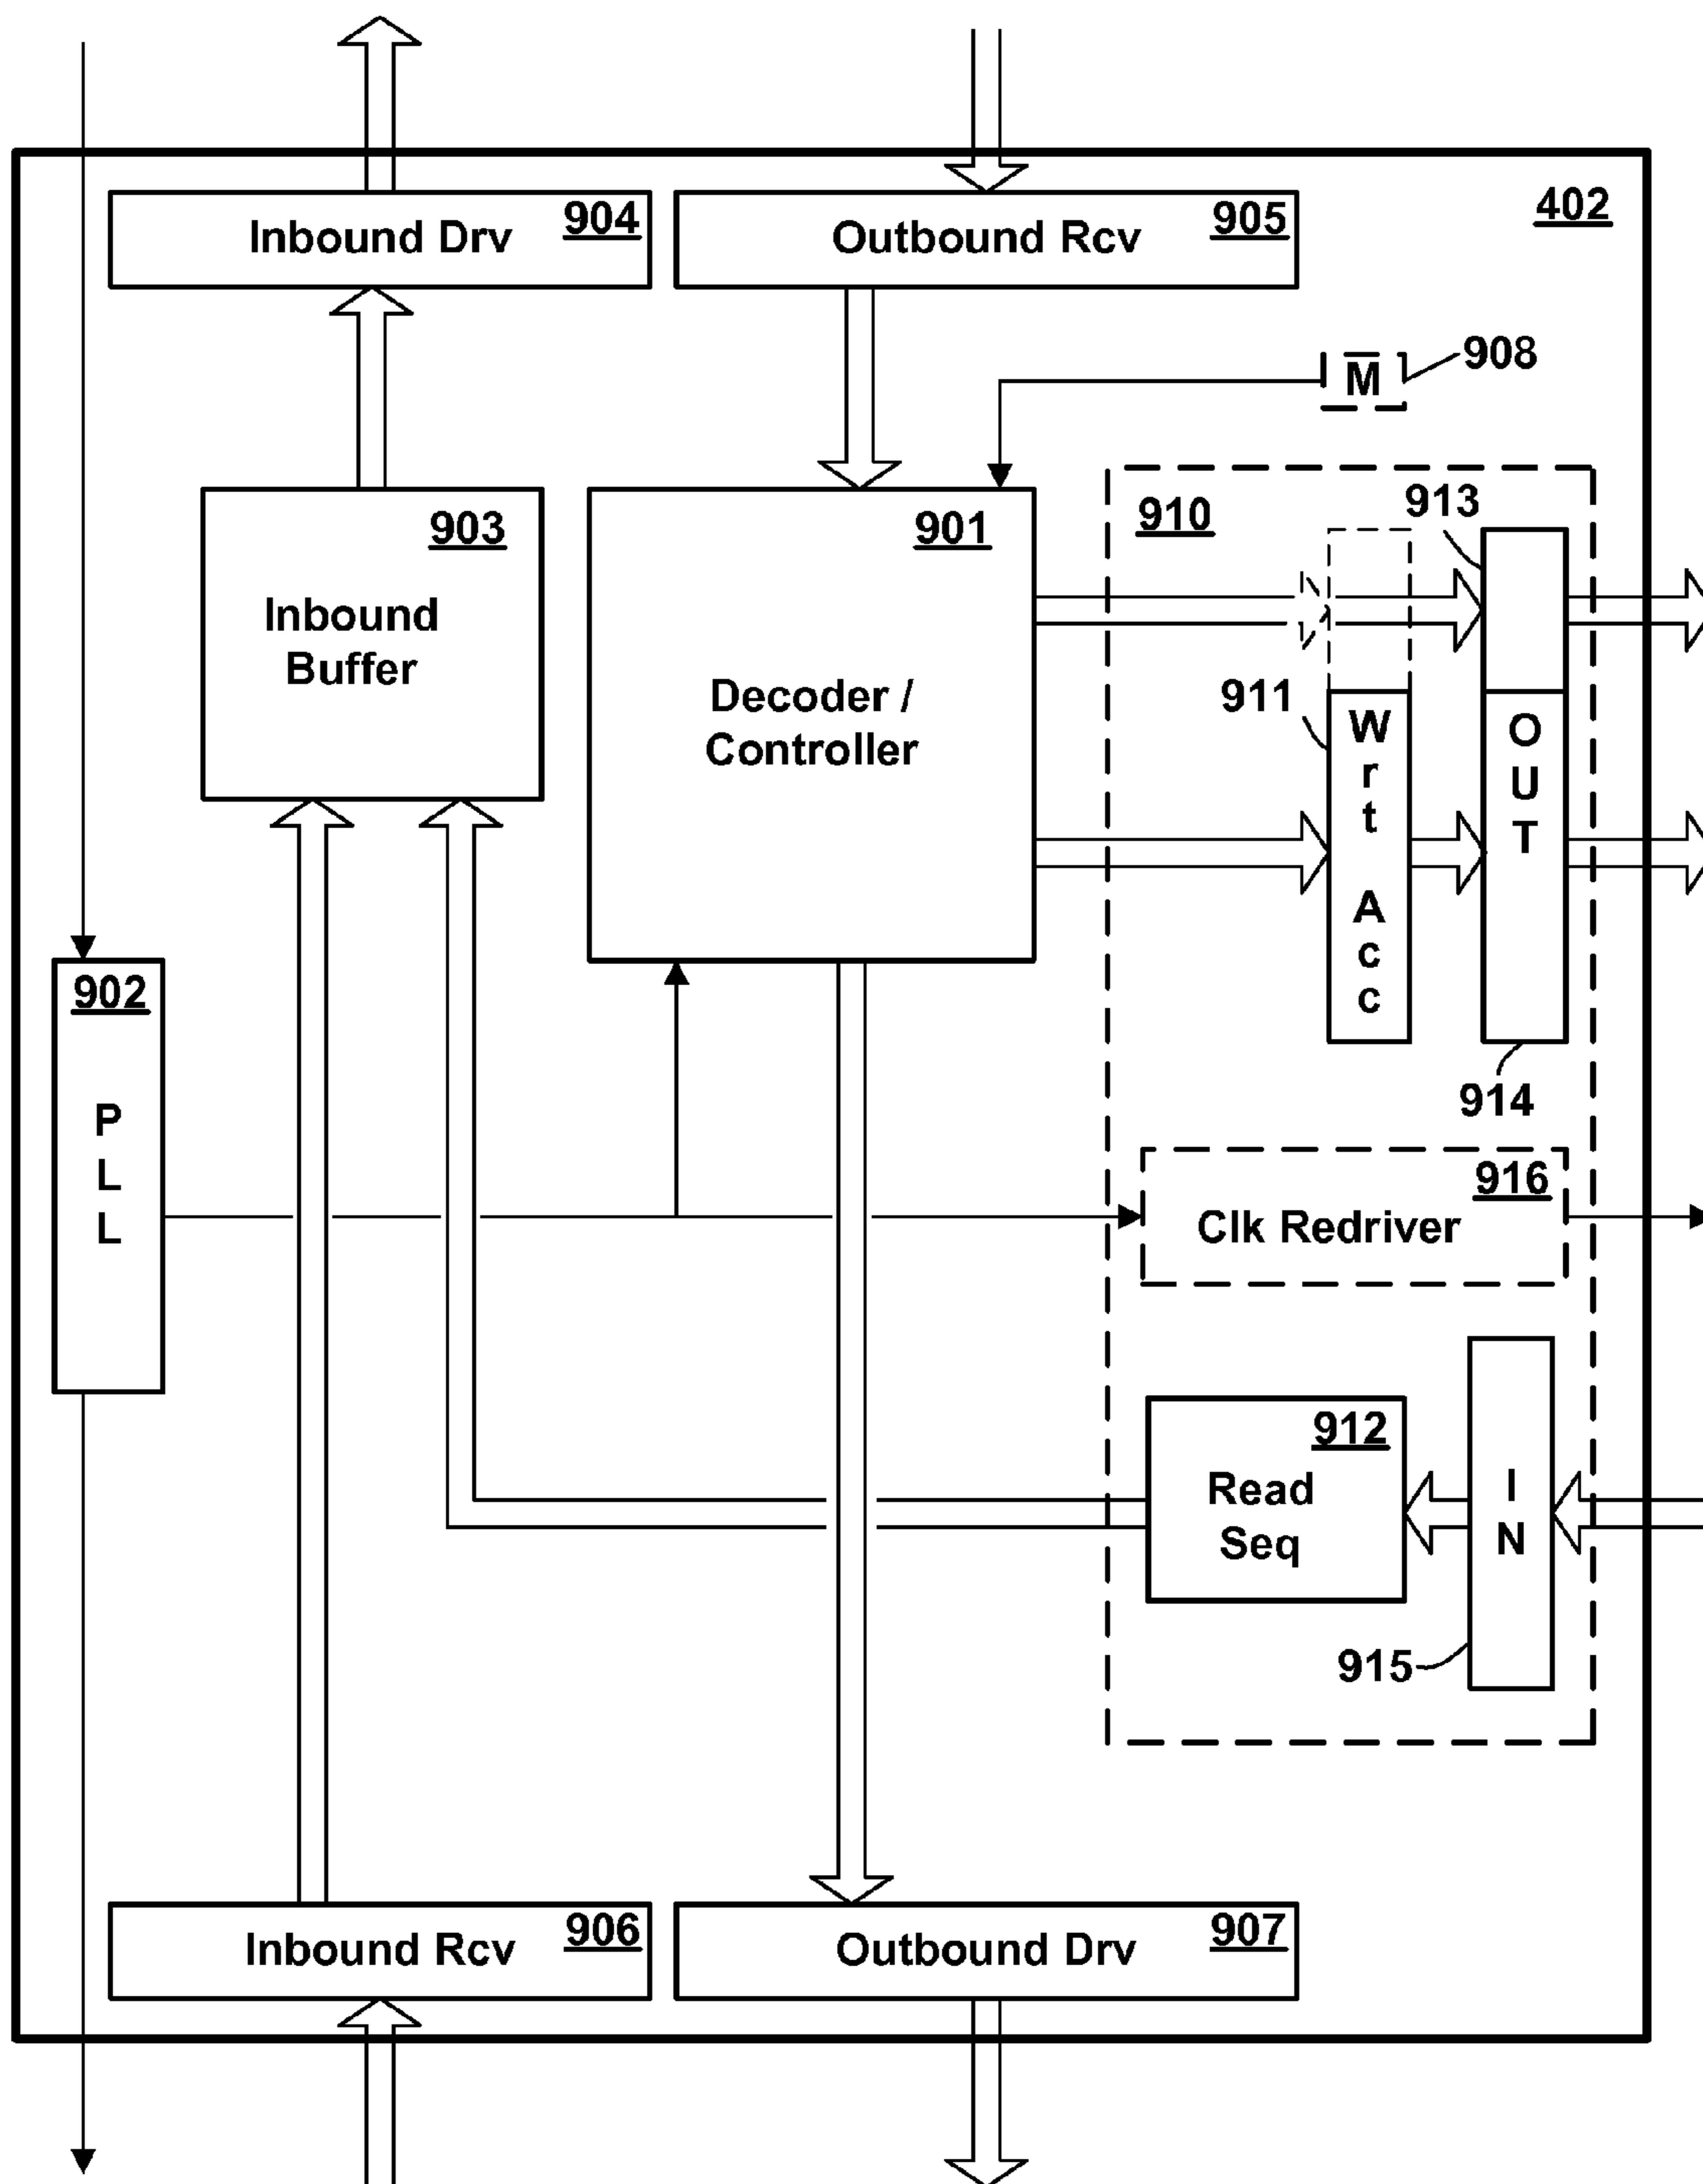 904
Inbound Drv
905
Outbound Rcv
402
M
908
903
Inbound
Buffer
901
Decoder /
Controller
910
913
911
W
r
t
A
c
c
O
U
T
914
902
P
L
L
916
Clk Redriver
912
Read
Seq
I
N
915
906
Inbound Rcv
907
Outbound Drv